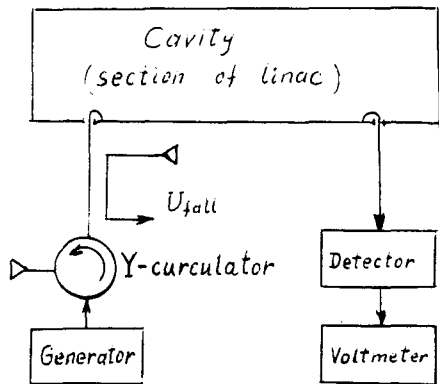 Cavity
(section of linac)
U_fall
Y-curculator
Detector
Generator
Voltmeter